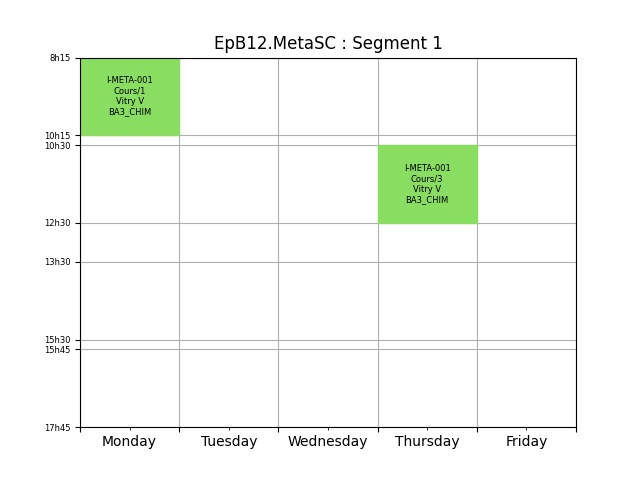 EpB12.MetaSC : Segment 1
8h15
I-META-001
Cours/1
Vitry V
BA3_CHIM
10h15
10h30
I-META-001
Cours/3
Vitry V
BA3_CHIM
12h30
13h30
15h30
15h45
17h45
Monday Tuesday Wednesday Thursday Friday